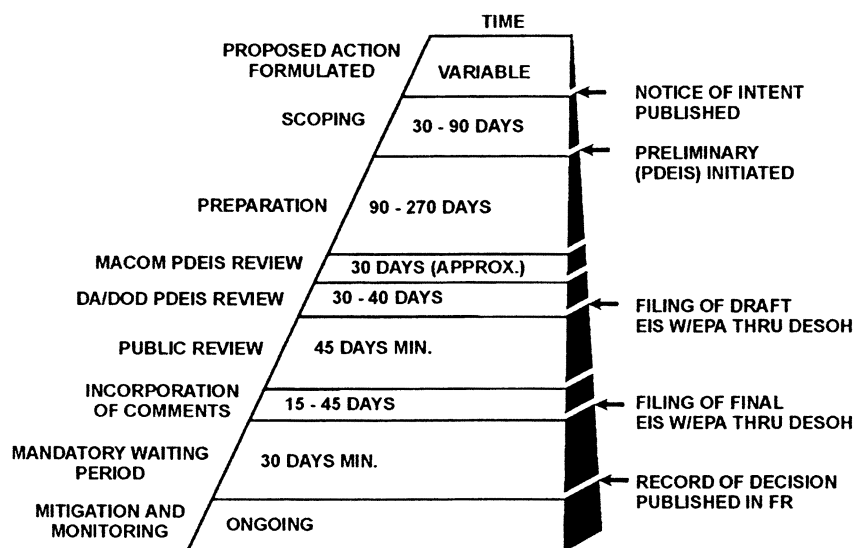 TIME
PROPOSED ACTION
FORMULATED
VARIABLE
NOTICE OF INTENT
PUBLISHED
SCOPING
30 - 90 DAYS
PRELIMINARY
(PDEIS) INITIATED
PREPARATION
90 - 270 DAYS
MACOM PDEIS REVIEW
30 DAYS (APPROX.)
DA/DOD PDEIS REVIEW
30 - 40 DAYS
FILING OF DRAFT
EIS W/EPA THRU DESOH
PUBLIC REVIEW
45 DAYS MIN.
INCORPORATION
OF COMMENTS
15 - 45 DAYS
FILING OF FINAL
EIS W/EPA THRU DESOH
MANDATORY WAITING
PERIOD
30 DAYS MIN.
RECORD OF DECISION
PUBLISHED IN FR
MITIGATION AND
MONITORING
ONGOING